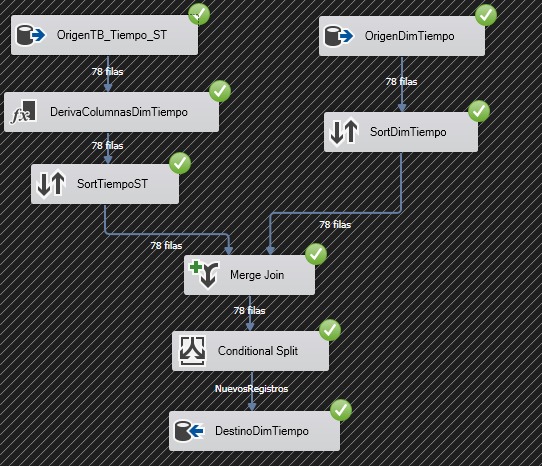 OrigenTB_Tiempo_ST
OrigenDimTiempo
78 filas
78 filas
DerivaColumnasDimTiempo
SortDimTiempo
78 filas
SortTiempoST
78 filas
78 filas
Merge Join
78 filas
Conditional Split
NuevosRegistros
DestinoDimTiempo